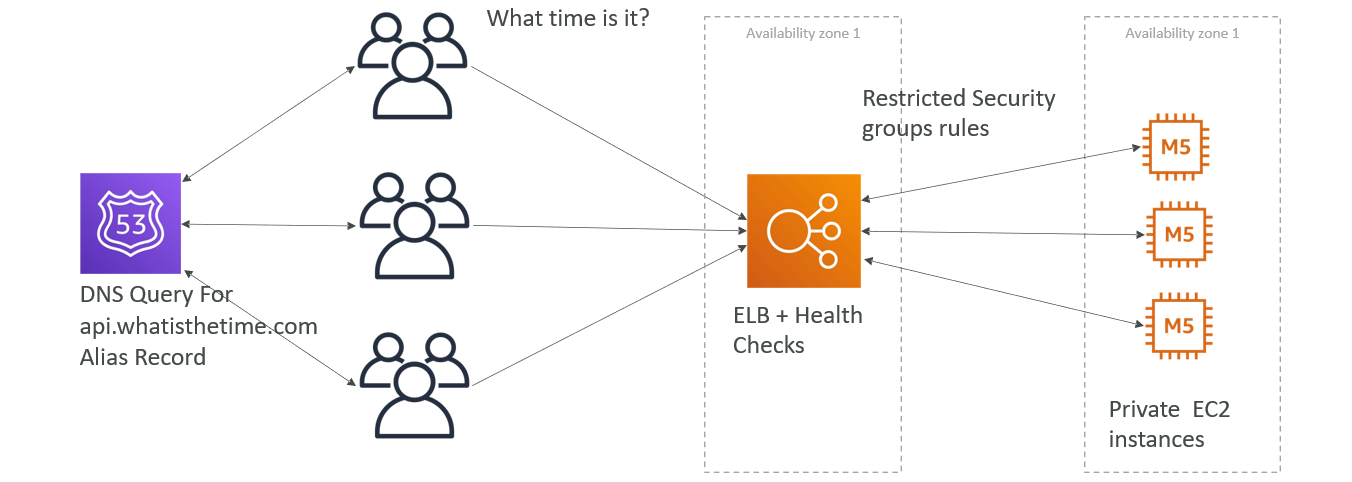 What time is it?
Availability zone 1
Availability zone 1
Restricted Security
groups rules
53
DNS Query For
api.whatisthetime.com
Alias Record
ELB + Health
Checks
M5
M5
M5
Private  EC2
instances